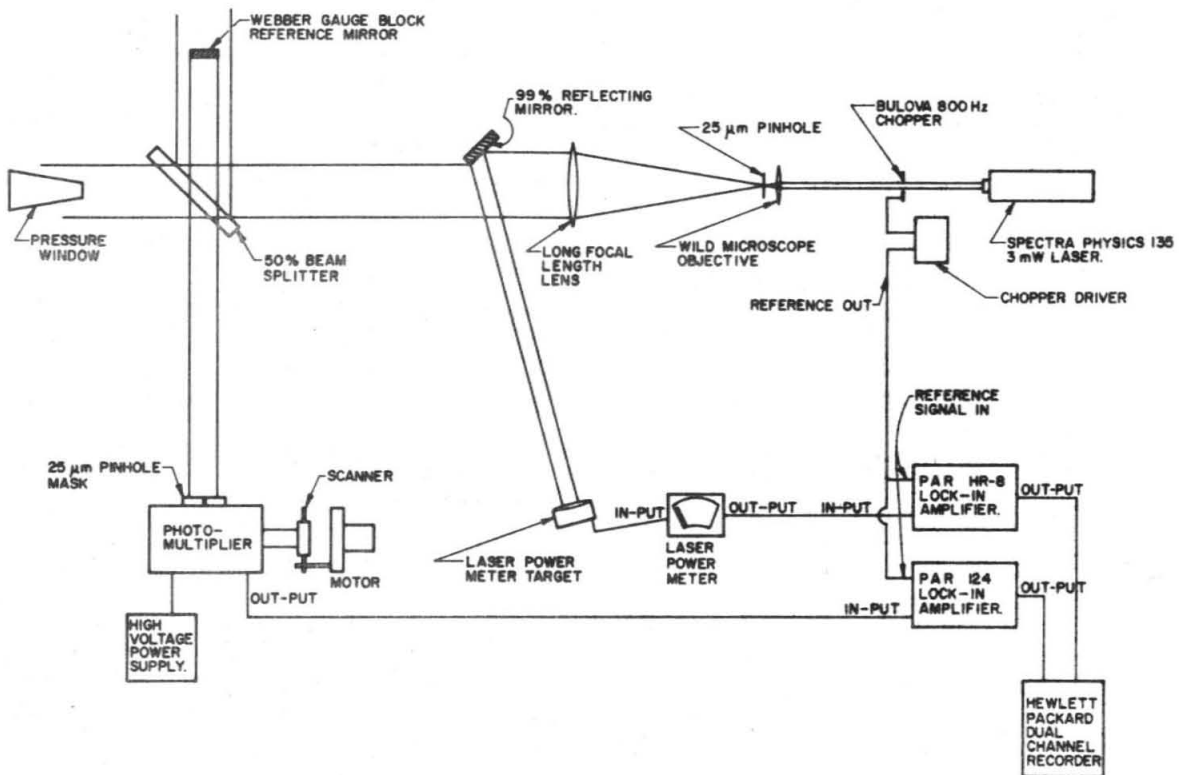 WEBBER GAUGE BLOCK
REFERENCE MIRROR
99% REFLECTING
MIRROR.
25 µm PINHOLE
BULOVA 800 Hz
CHOPPER
PRESSURE
WINDOW
50% BEAM
SPLITTER
LONG FOCAL
LENGTH
LENS
WILD MICROSCOPE
OBJECTIVE
SPECTRA PHYSICS 135
3 mW LASER.
CHOPPER DRIVER
REFERENCE OUT
REFERENCE
SIGNAL IN
25 µm PINHOLE
MASK
SCANNER
PHOTO-
MULTIPLIER
MOTOR
OUT-PUT
HIGH
VOLTAGE
POWER
SUPPLY.
LASER POWER
METER TARGET
IN-PUT
OUT-PUT
LASER
POWER
METER
IN-PUT
PAR HR-8
LOCK-IN
AMPLIFIER.
OUT-PUT
IN-PUT
PAR 124
LOCK-IN
AMPLIFIER.
OUT-PUT
HEWLETT
PACKARD
DUAL
CHANNEL
RECORDER